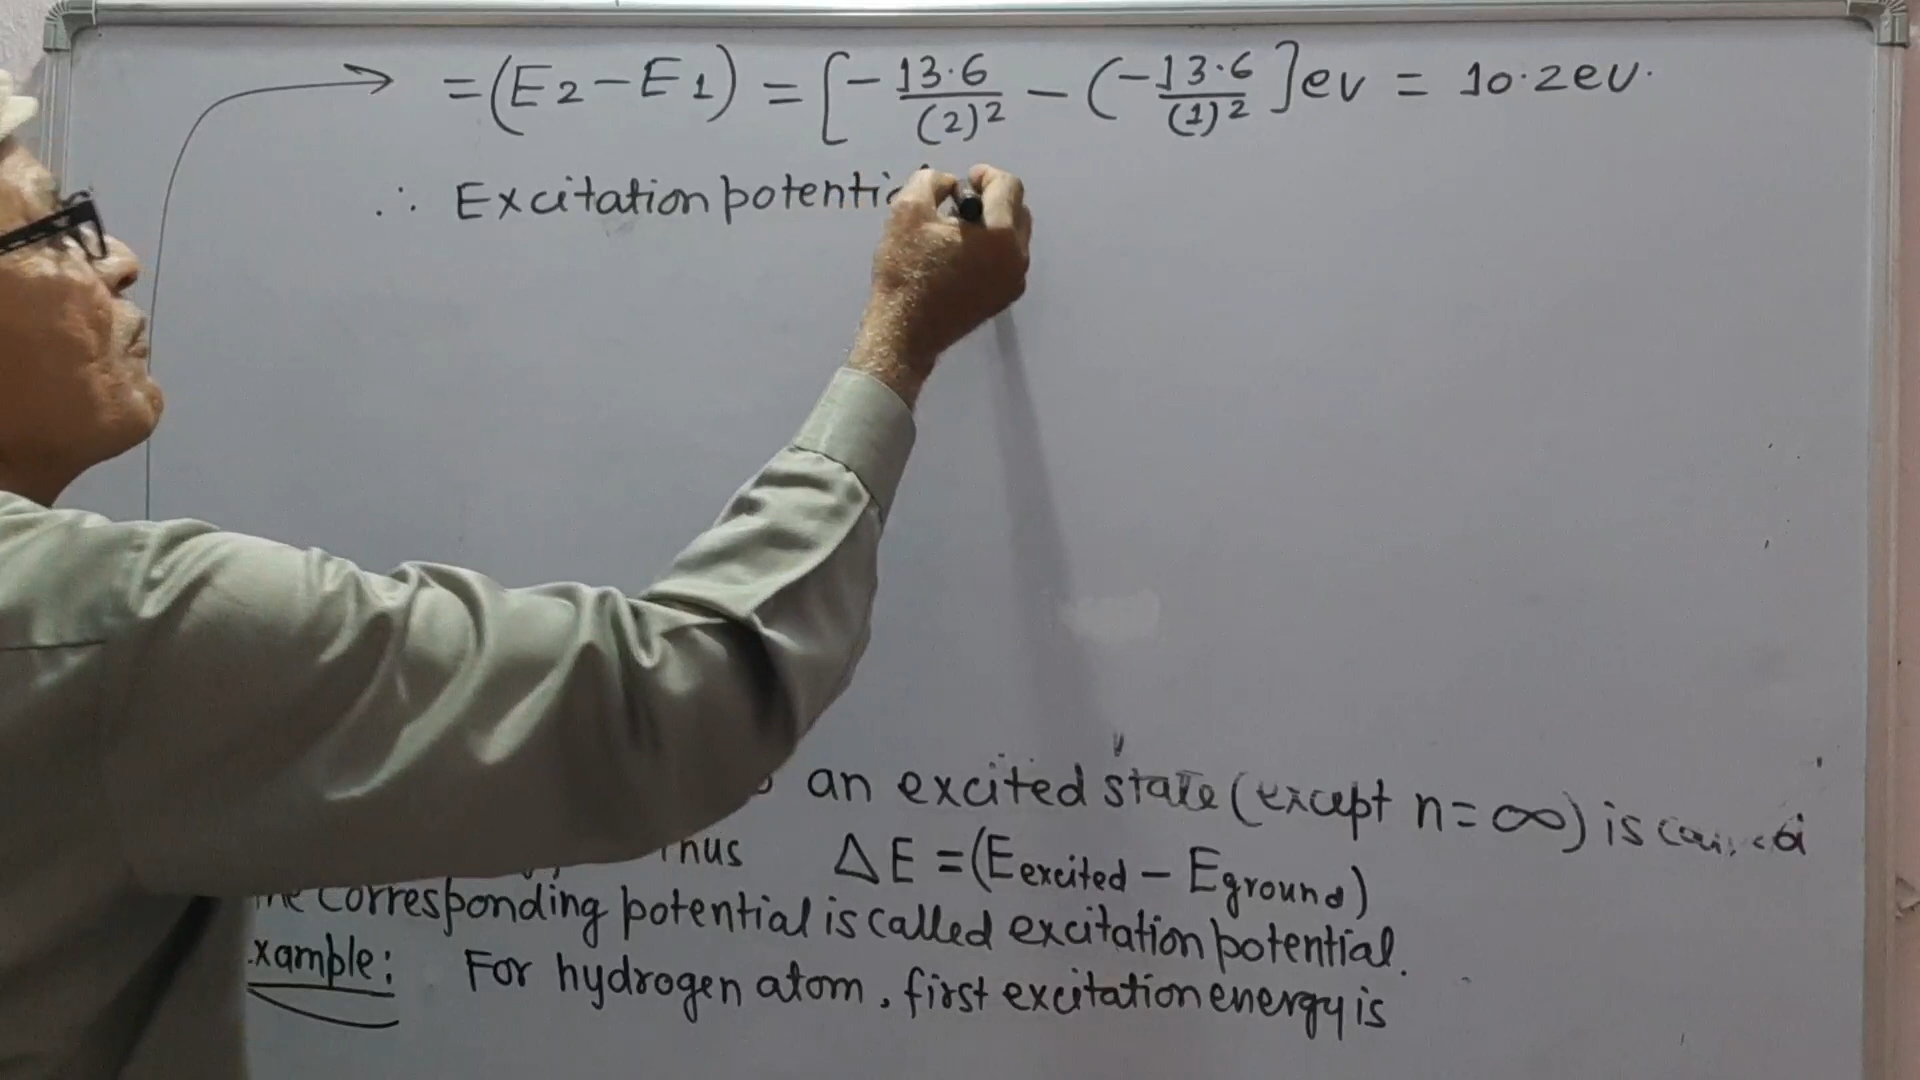 =(E2-E1) = [-13.6/(2)² - (-13.6/(1)²]ev = 10.2ev.
∴ Excitation potenti
an excited state (except n=∞) is
Thus ΔE =(Eexcited - Eground)
corresponding potential is called excitation potential.
xample: For hydrogen atom, first excitation energy is